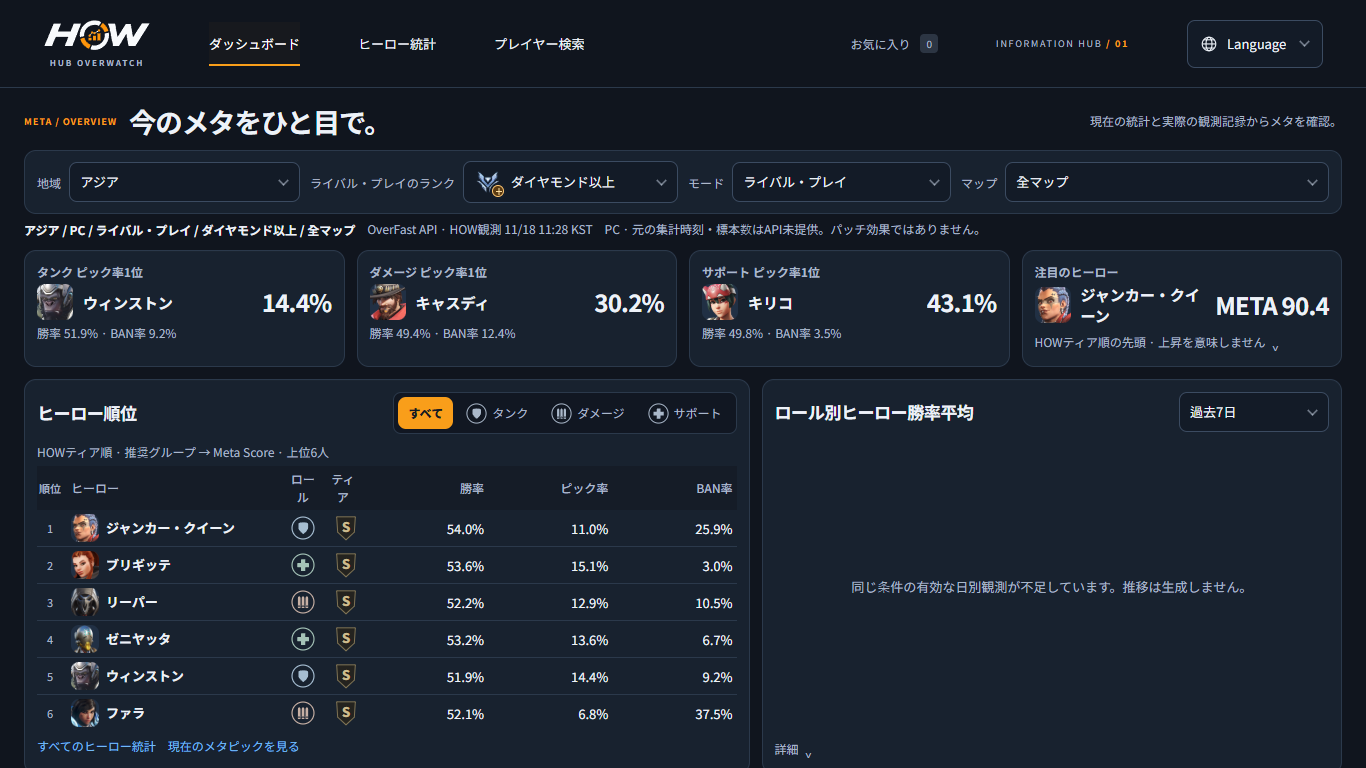 HOW
HUB OVERWATCH
ダッシュボード
ヒーロー統計
プレイヤー検索
お気に入り 0
INFORMATION HUB / 01
Language
META / OVERVIEW
今のメタをひと目で。
現在の統計と実際の観測記録からメタを確認。
地域 アジア
ライバル・プレイのランク ダイヤモンド以上
モード ライバル・プレイ
マップ 全マップ
アジア / PC / ライバル・プレイ / ダイヤモンド以上 / 全マップ OverFast API · HOW観測 11/18 11:28 KST PC · 元の集計時刻・標本数はAPI未提供。パッチ効果ではありません。
タンク ピック率1位
ウィンストン 14.4%
勝率 51.9% · BAN率 9.2%
ダメージ ピック率1位
キャスディ 30.2%
勝率 49.4% · BAN率 12.4%
サポート ピック率1位
キリコ 43.1%
勝率 49.8% · BAN率 3.5%
注目のヒーロー
ジャンカー・クイ
ーン
META 90.4
HOWティア順の先頭 · 上昇を意味しません
ヒーロー順位
すべて タンク ダメージ サポート
HOWティア順 · 推奨グループ → Meta Score · 上位6人
順位 ヒーロー ロー
ル ティ
ア 勝率 ピック率 BAN率
1 ジャンカー・クイーン S 54.0% 11.0% 25.9%
2 ブリギッテ S 53.6% 15.1% 3.0%
3 リーパー S 52.2% 12.9% 10.5%
4 ゼニヤッタ S 53.2% 13.6% 6.7%
5 ウィンストン S 51.9% 14.4% 9.2%
6 ファラ S 52.1% 6.8% 37.5%
すべてのヒーロー統計 現在のメタピックを見る
ロール別ヒーロー勝率平均
過去7日
同じ条件の有効な日別観測が不足しています。推移は生成しません。
詳細